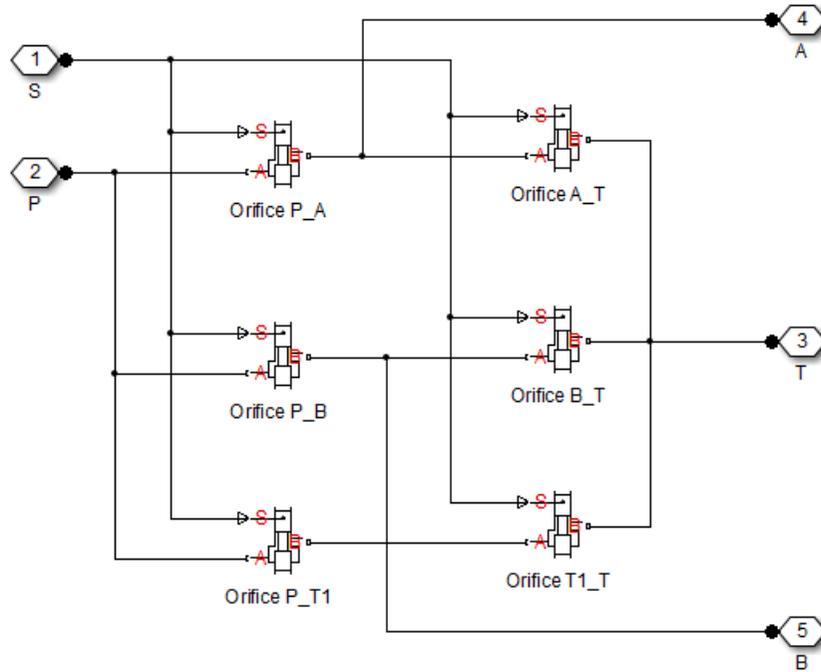 4
A
1
S
S
A
B
Orifice P_A
S
A
B
Orifice A_T
2
P
S
A
B
Orifice P_B
S
A
B
Orifice B_T
3
T
S
A
B
Orifice P_T1
S
A
B
Orifice T1_T
5
B